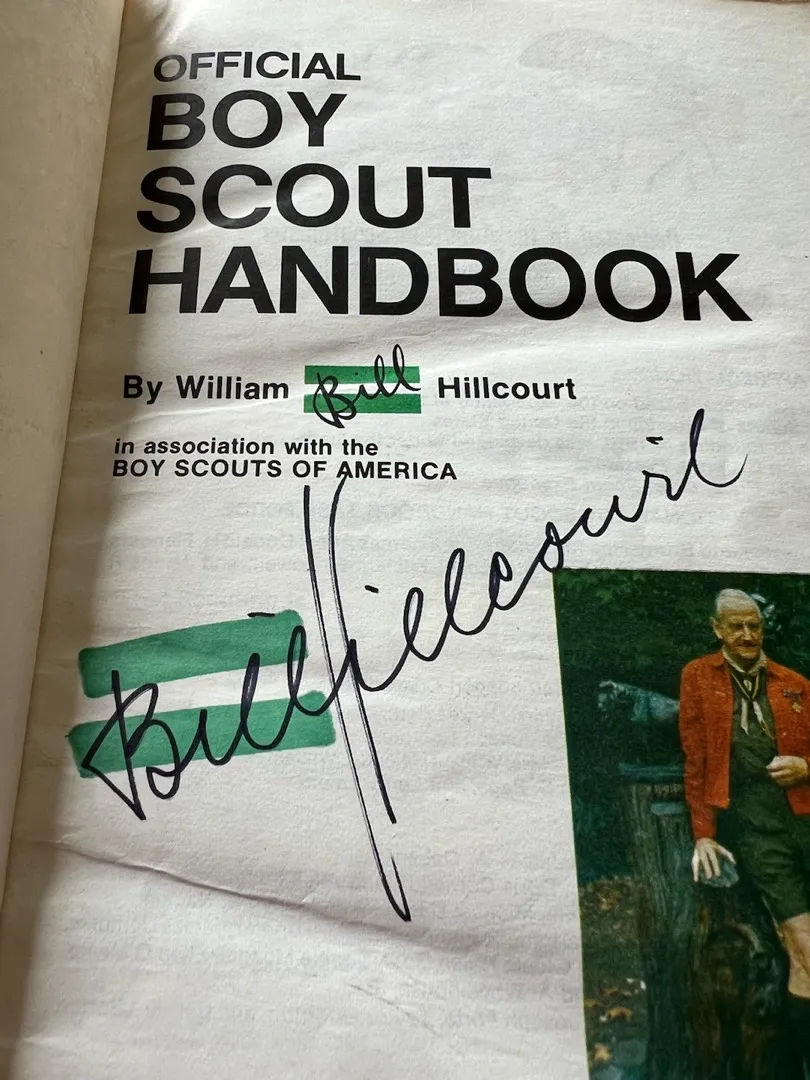 OFFICIAL
BOY
SCOUT
HANDBOOK
By William Bill Hillcourt
in association with the
BOY SCOUTS OF AMERICA
Bill Hillcourt